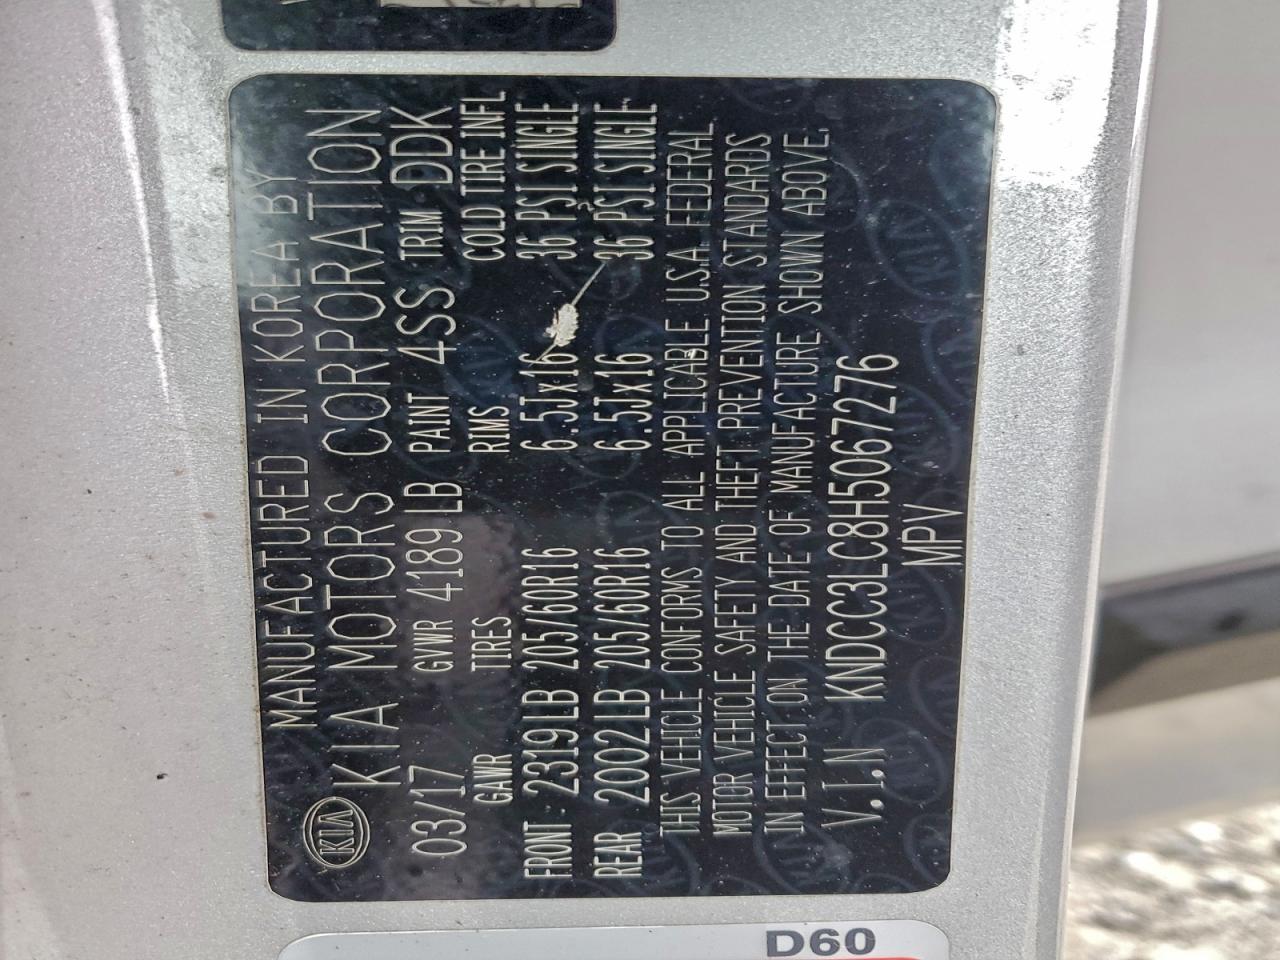 MANUFACTURED IN KOREA BY
KIA KIA MOTORS CORPORATION
03/17 GVWR 4189 LB PAINT 4SS TRIM DDK
GAWR TIRES RIMS COLD TIRE INFL
FRONT : 2319LB 205/60R16 6.5Jx16 36 PSI SINGLE
REAR 2002LB 205/60R16 6.5Jx16 36 PSI SINGLE
THIS VEHICLE CONFORMS TO ALL APPLICABLE U.S.A. FEDERAL
MOTOR VEHICLE SAFETY AND THEFT PREVENTION STANDARDS
IN EFFECT ON THE DATE OF MANUFACTURE SHOWN ABOVE.
V.I.N KNDCC3LC8H5067276
MPV
D60